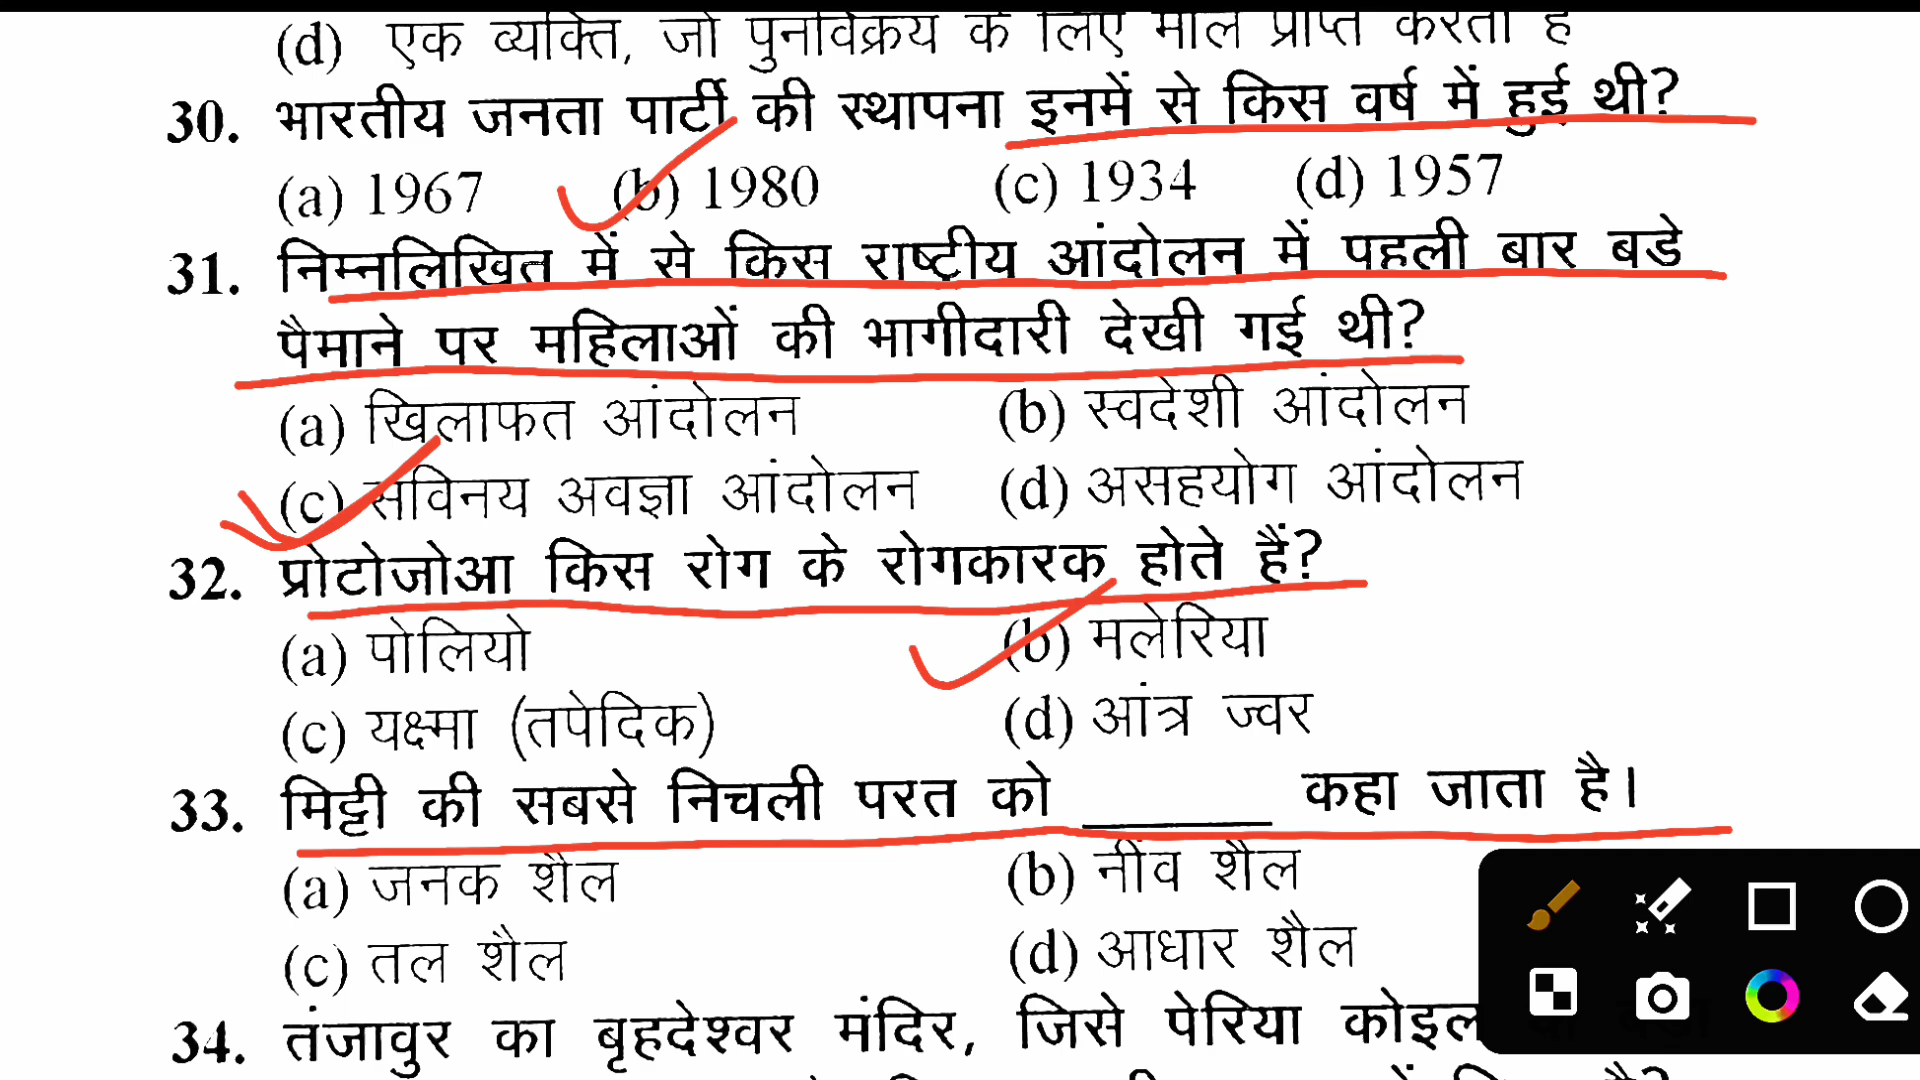 (d) एक व्यक्ति, जो पुनर्विक्रय के लिए माल प्राप्त करता है
30. भारतीय जनता पार्टी की स्थापना इनमें से किस वर्ष में हुई थी?
(a) 1967 (b) 1980 (c) 1934 (d) 1957
31. निम्नलिखित में से किस राष्ट्रीय आंदोलन में पहली बार बडे
पैमाने पर महिलाओं की भागीदारी देखी गई थी?
(a) खिलाफत आंदोलन (b) स्वदेशी आंदोलन
(c) सविनय अवज्ञा आंदोलन (d) असहयोग आंदोलन
32. प्रोटोजोआ किस रोग के रोगकारक होते हैं?
(a) पोलियो (b) मलेरिया
(c) यक्ष्मा (तपेदिक) (d) आंत्र ज्वर
33. मिट्टी की सबसे निचली परत को ______ कहा जाता है।
(a) जनक शैल (b) नींव शैल
(c) तल शैल (d) आधार शैल
34. तंजावुर का बृहदेश्वर मंदिर, जिसे पेरिया कोइल